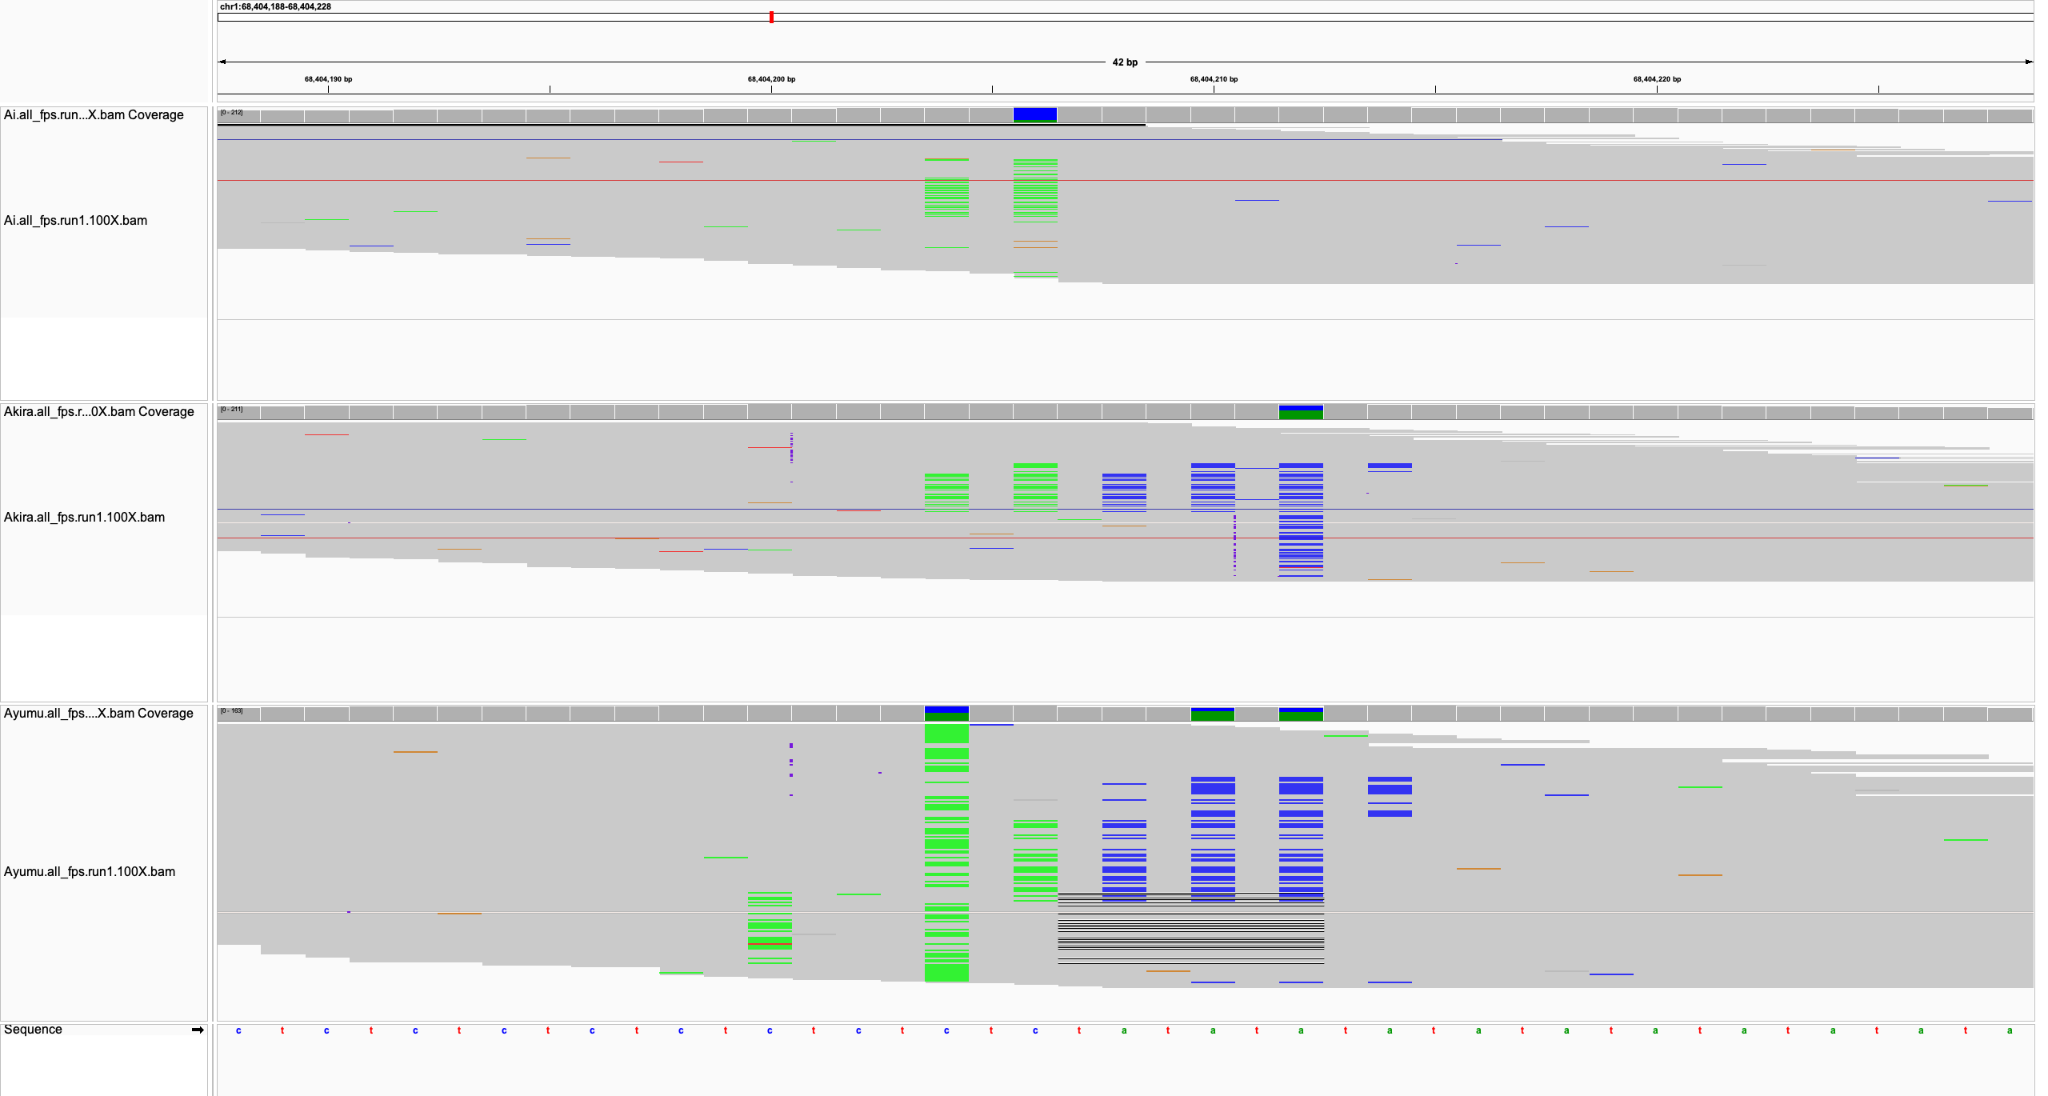 chr1:68,404,188-68,404,228
42 bp
68,404,190 bp 68,404,200 bp 68,404,210 bp 68,404,220 bp
Ai.all_fps.run...X.bam Coverage
[0 - 212]
Ai.all_fps.run1.100X.bam
Akira.all_fps.r...0X.bam Coverage
[0 - 211]
Akira.all_fps.run1.100X.bam
Ayumu.all_fps....X.bam Coverage
[0 - 163]
Ayumu.all_fps.run1.100X.bam
Sequence c t c t c t c t c t c t c t c t c t c t a t a t a t a t a t a t a t a t a t a t a